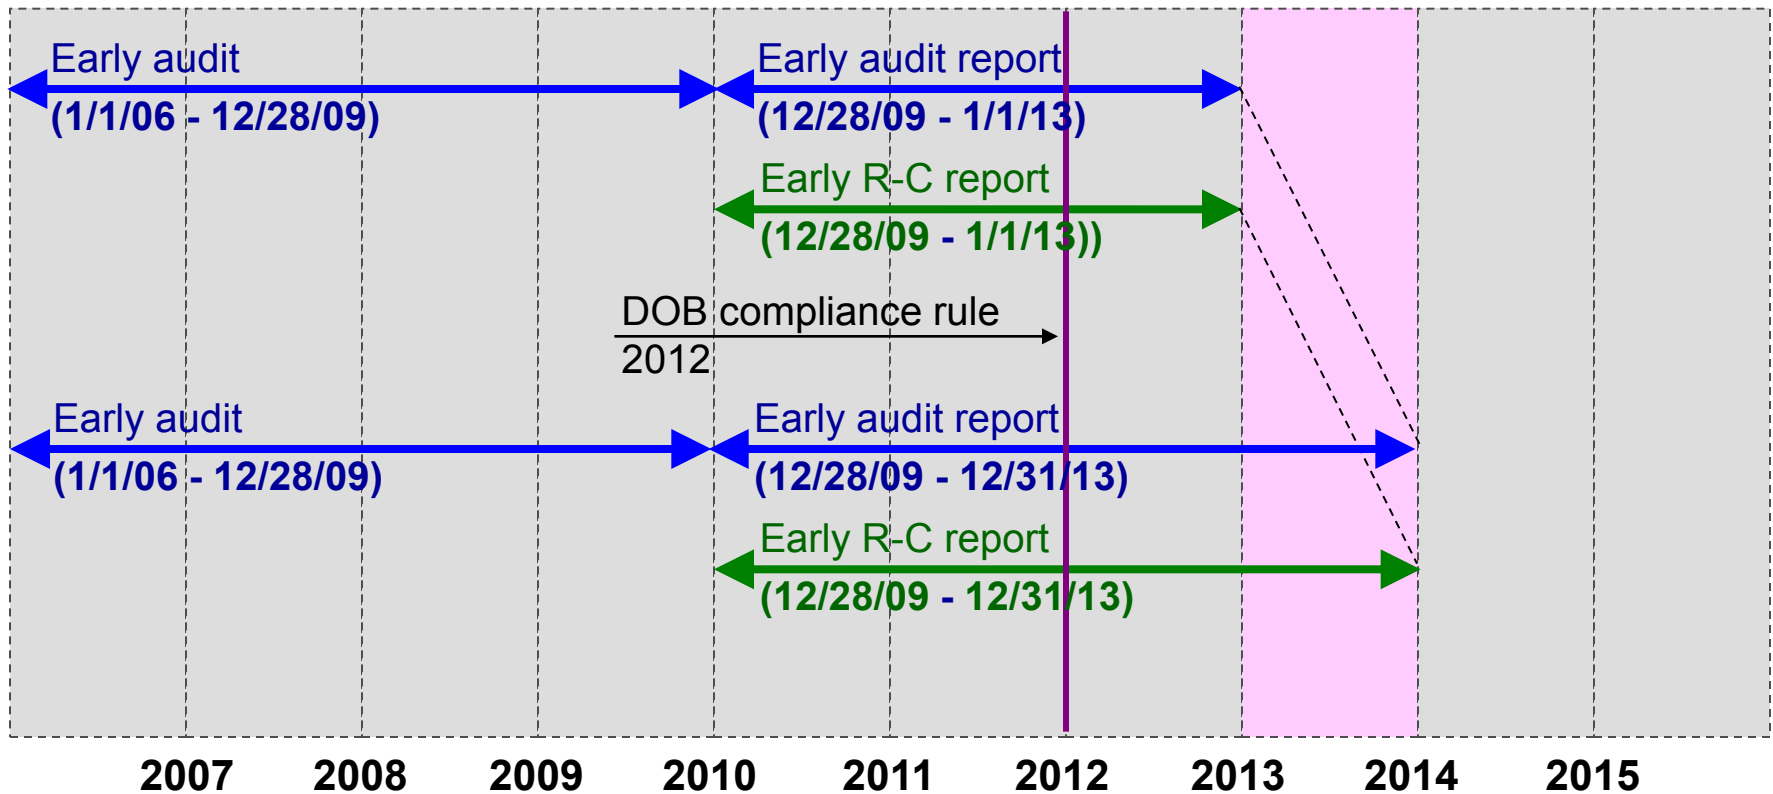 Early audit
(1/1/06 - 12/28/09)
Early audit report
(12/28/09 - 1/1/13)
Early R-C report
(12/28/09 - 1/1/13))
DOB compliance rule
2012
Early audit
(1/1/06 - 12/28/09)
Early audit report
(12/28/09 - 12/31/13)
Early R-C report
(12/28/09 - 12/31/13)
2007 2008 2009 2010 2011 2012 2013 2014 2015